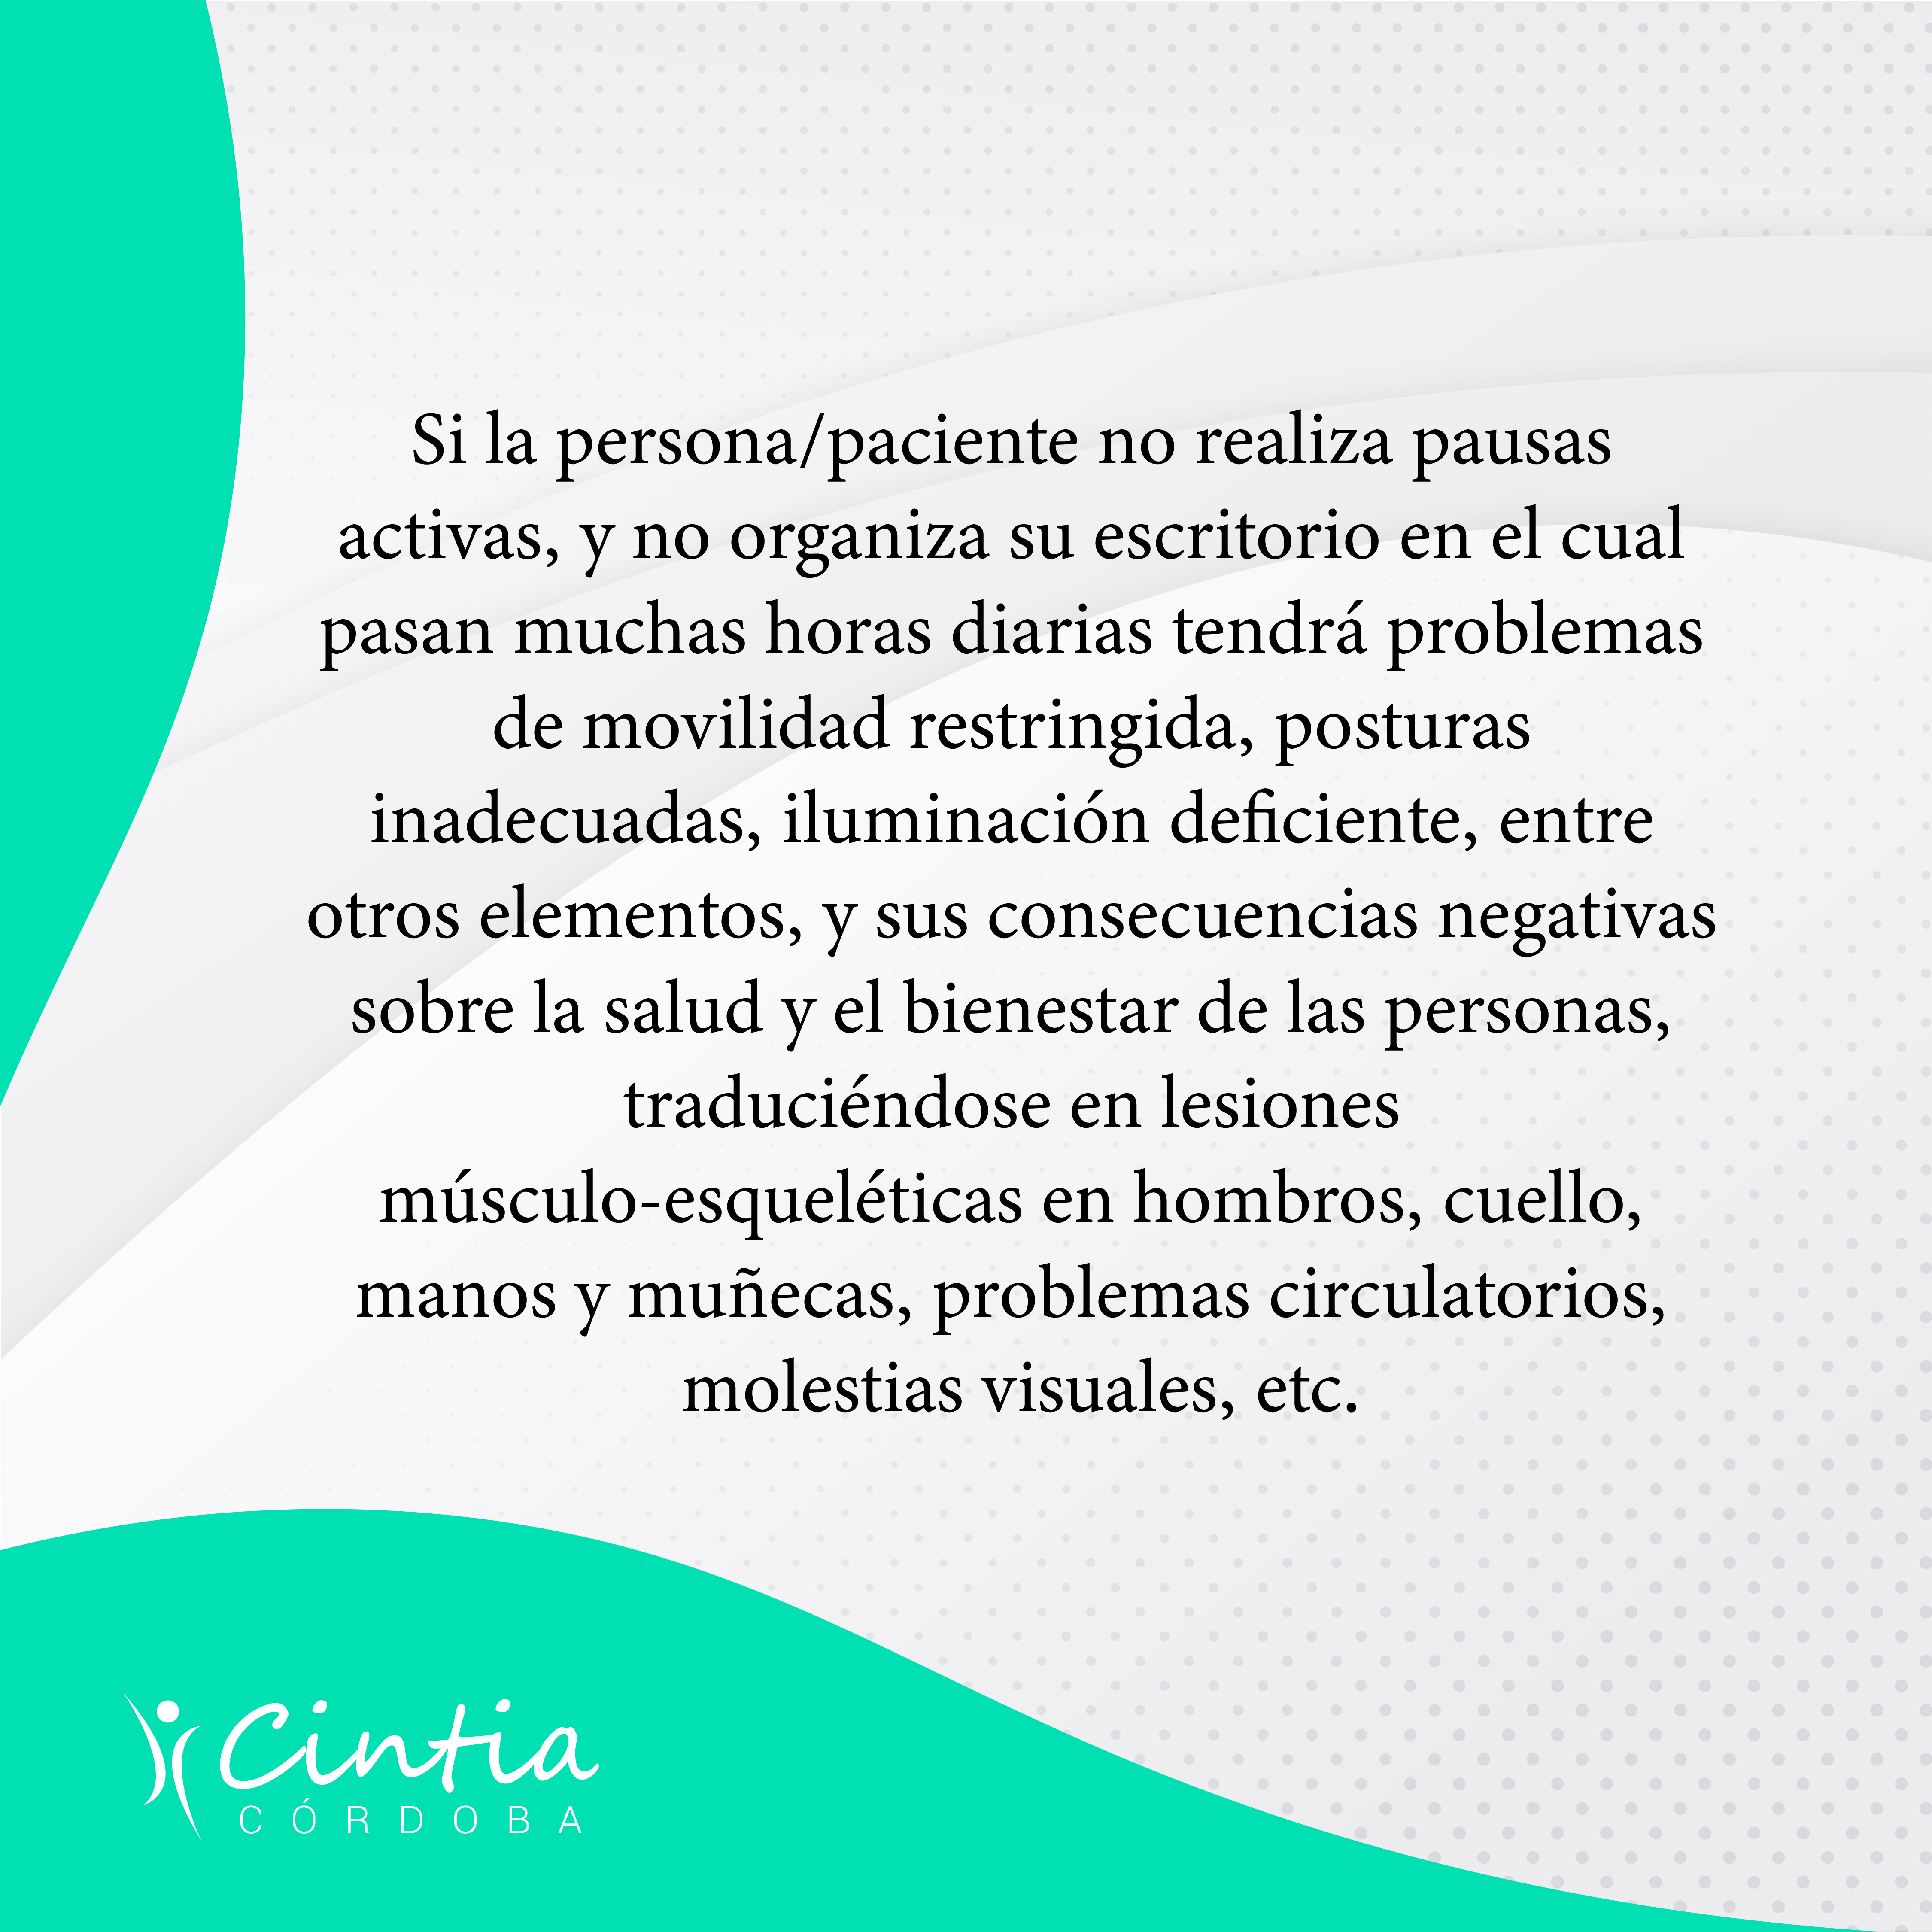 Si la persona/paciente no realiza pausas
activas, y no organiza su escritorio en el cual
pasan muchas horas diarias tendrá problemas
de movilidad restringida, posturas
inadecuadas, iluminación deficiente, entre
otros elementos, y sus consecuencias negativas
sobre la salud y el bienestar de las personas,
traduciéndose en lesiones
músculo-esqueléticas en hombros, cuello,
manos y muñecas, problemas circulatorios,
molestias visuales, etc.
Cintia
CÓRDOBA